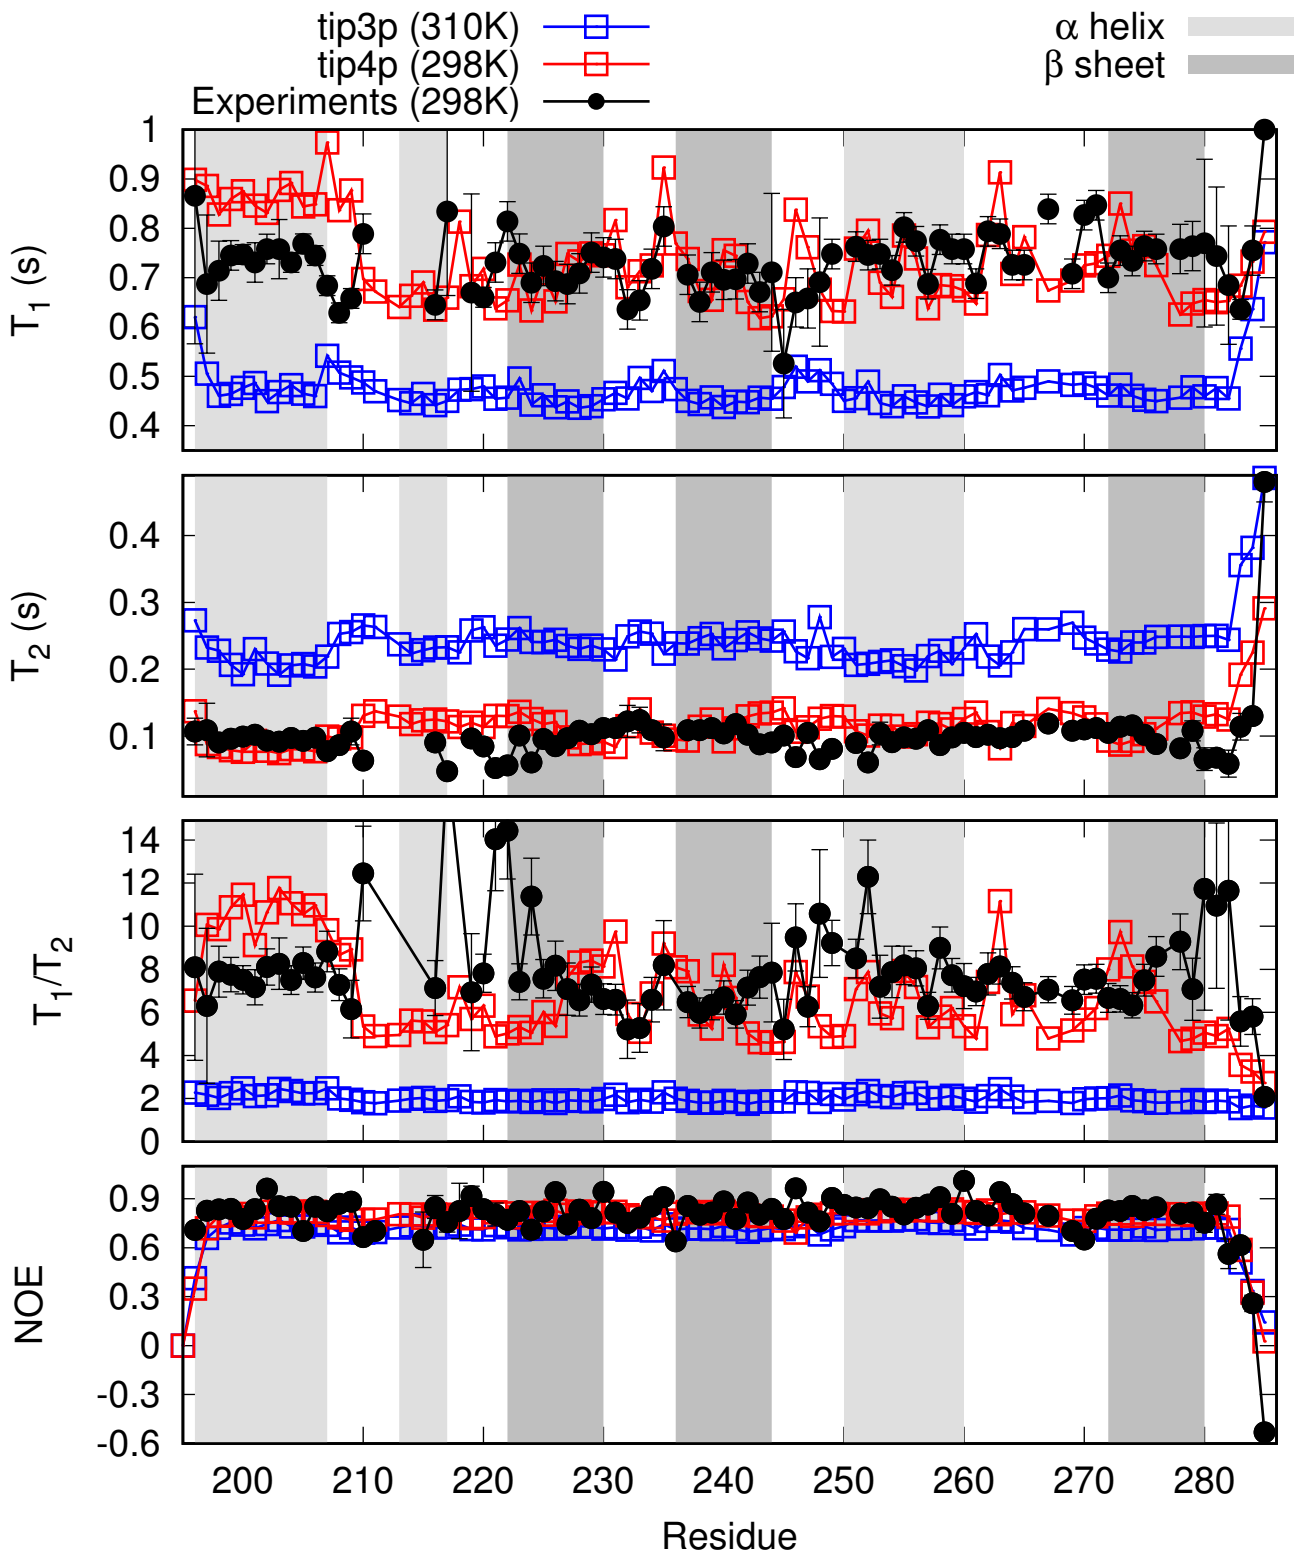 tip3p (310K)
tip4p (298K)
Experiments (298K)
α helix
β sheet
1
0.9
0.8
0.7
0.6
0.5
0.4
T1 (s)
0.4
0.3
0.2
0.1
T2 (s)
14
12
10
8
6
4
2
0
T1/T2
0.9
0.6
0.3
0
-0.3
-0.6
NOE
200 210 220 230 240 250 260 270 280
Residue